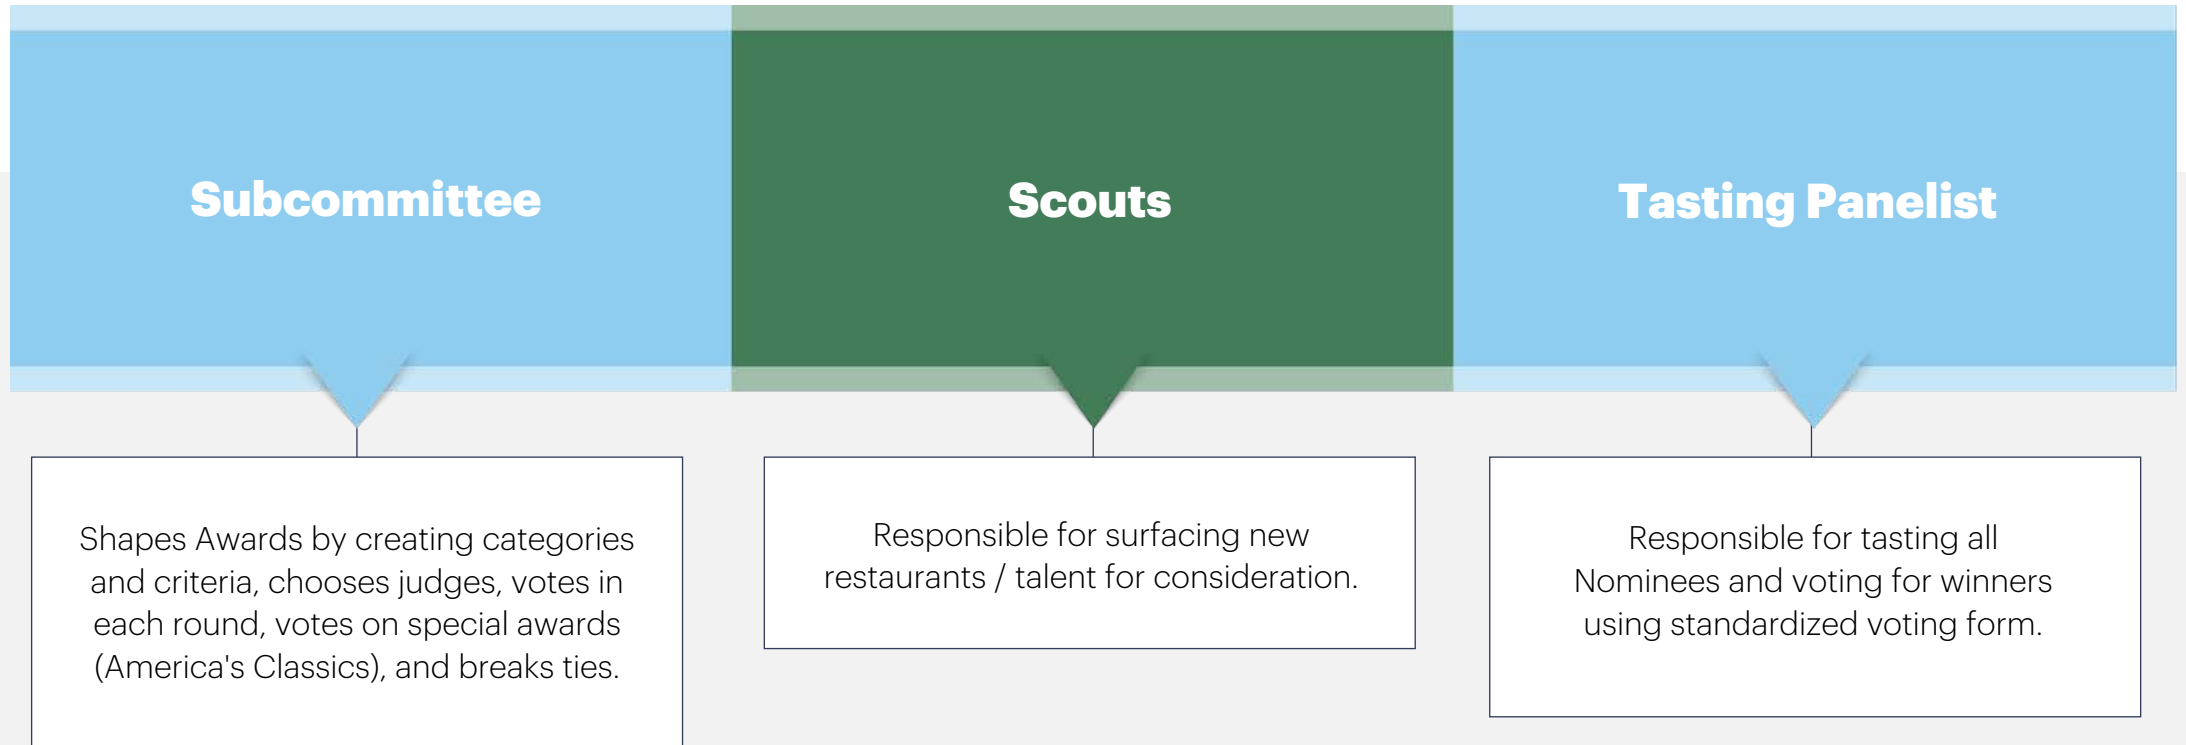 Subcommittee
Scouts
Tasting Panelist
Shapes Awards by creating categories
and criteria, chooses judges, votes in
each round, votes on special awards
(America's Classics), and breaks ties.
Responsible for surfacing new
restaurants / talent for consideration.
Responsible for tasting all
Nominees and voting for winners
using standardized voting form.